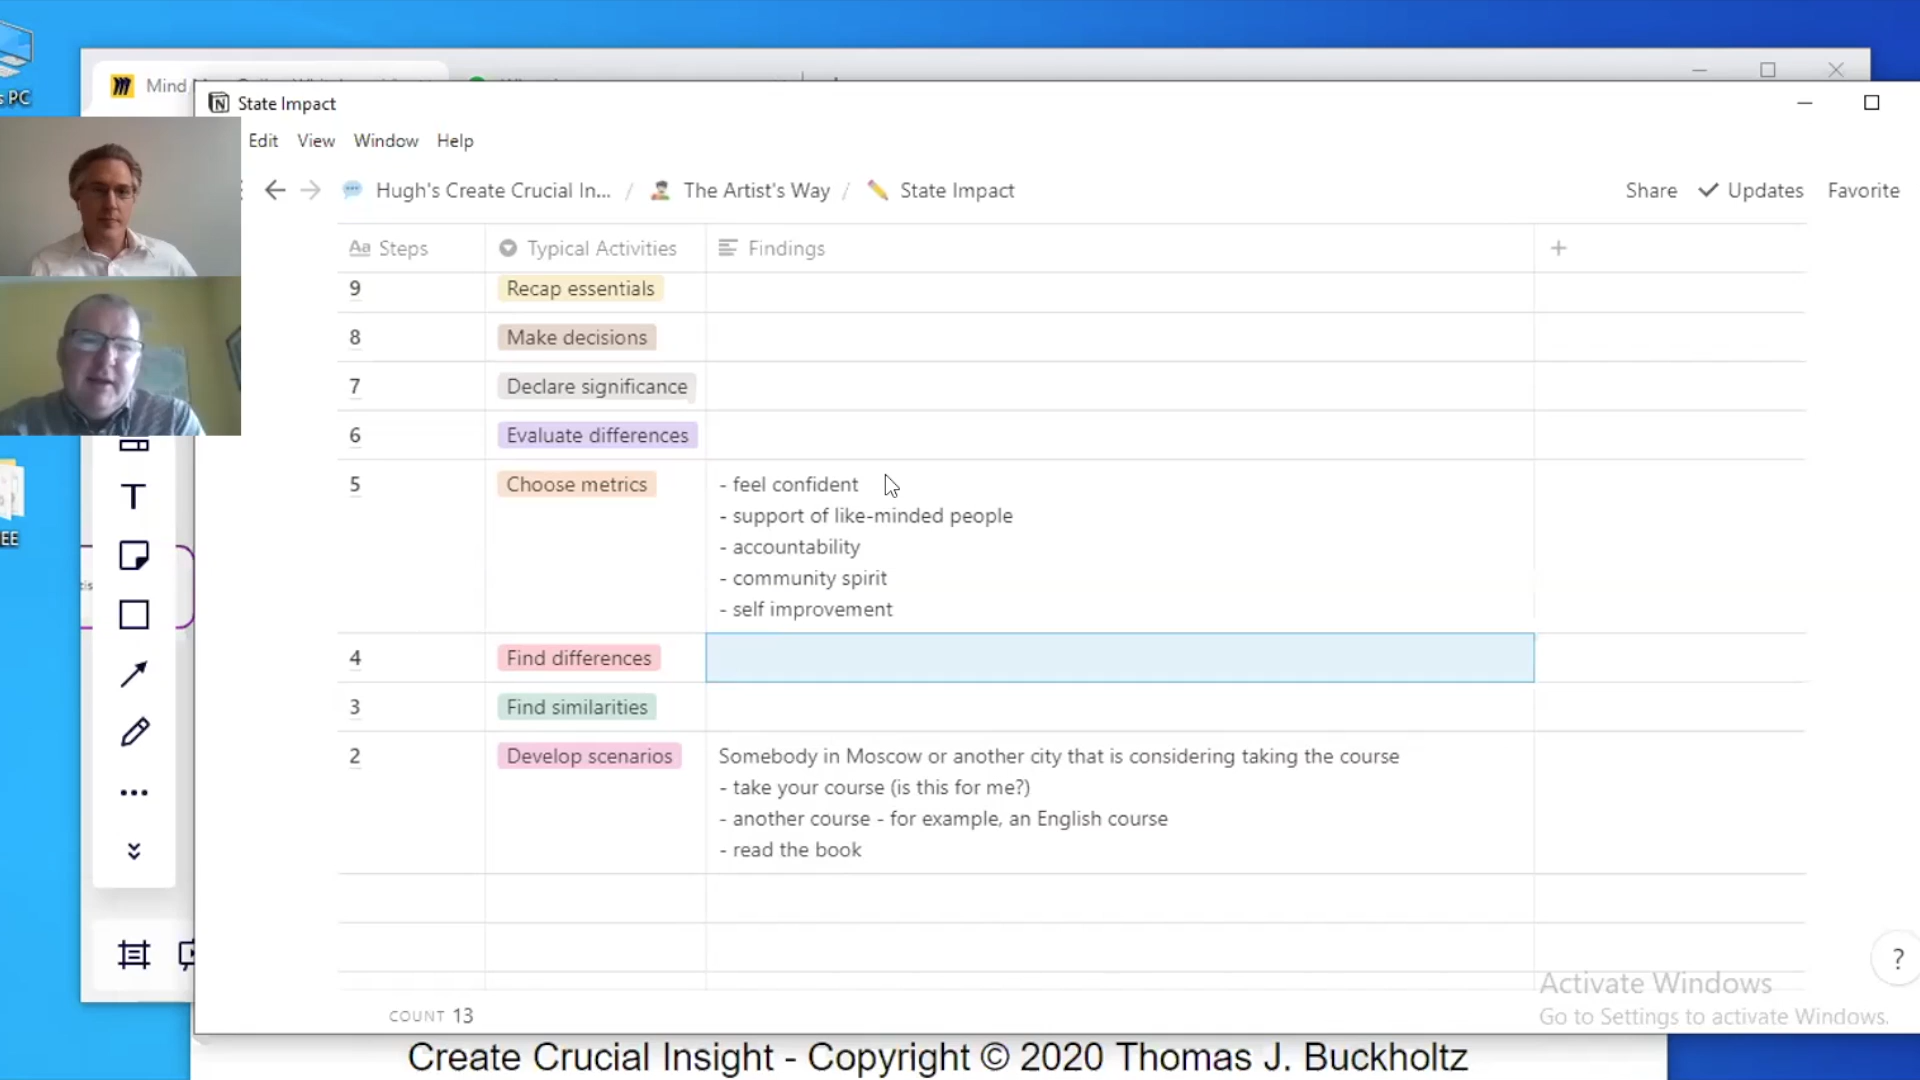 s PC
Mind
State Impact
Edit View Window Help
Hugh's Create Crucial In... / The Artist's Way / State Impact
Share Updates Favorite
Aa Steps Typical Activities Findings +
9 Recap essentials
8 Make decisions
7 Declare significance
6 Evaluate differences
5 Choose metrics - feel confident
- support of like-minded people
- accountability
- community spirit
- self improvement
4 Find differences
3 Find similarities
2 Develop scenarios Somebody in Moscow or another city that is considering taking the course
- take your course (is this for me?)
- another course - for example, an English course
- read the book
COUNT 13
EE
T
?
Activate Windows
Go to Settings to activate Windows.
Create Crucial Insight - Copyright © 2020 Thomas J. Buckholtz